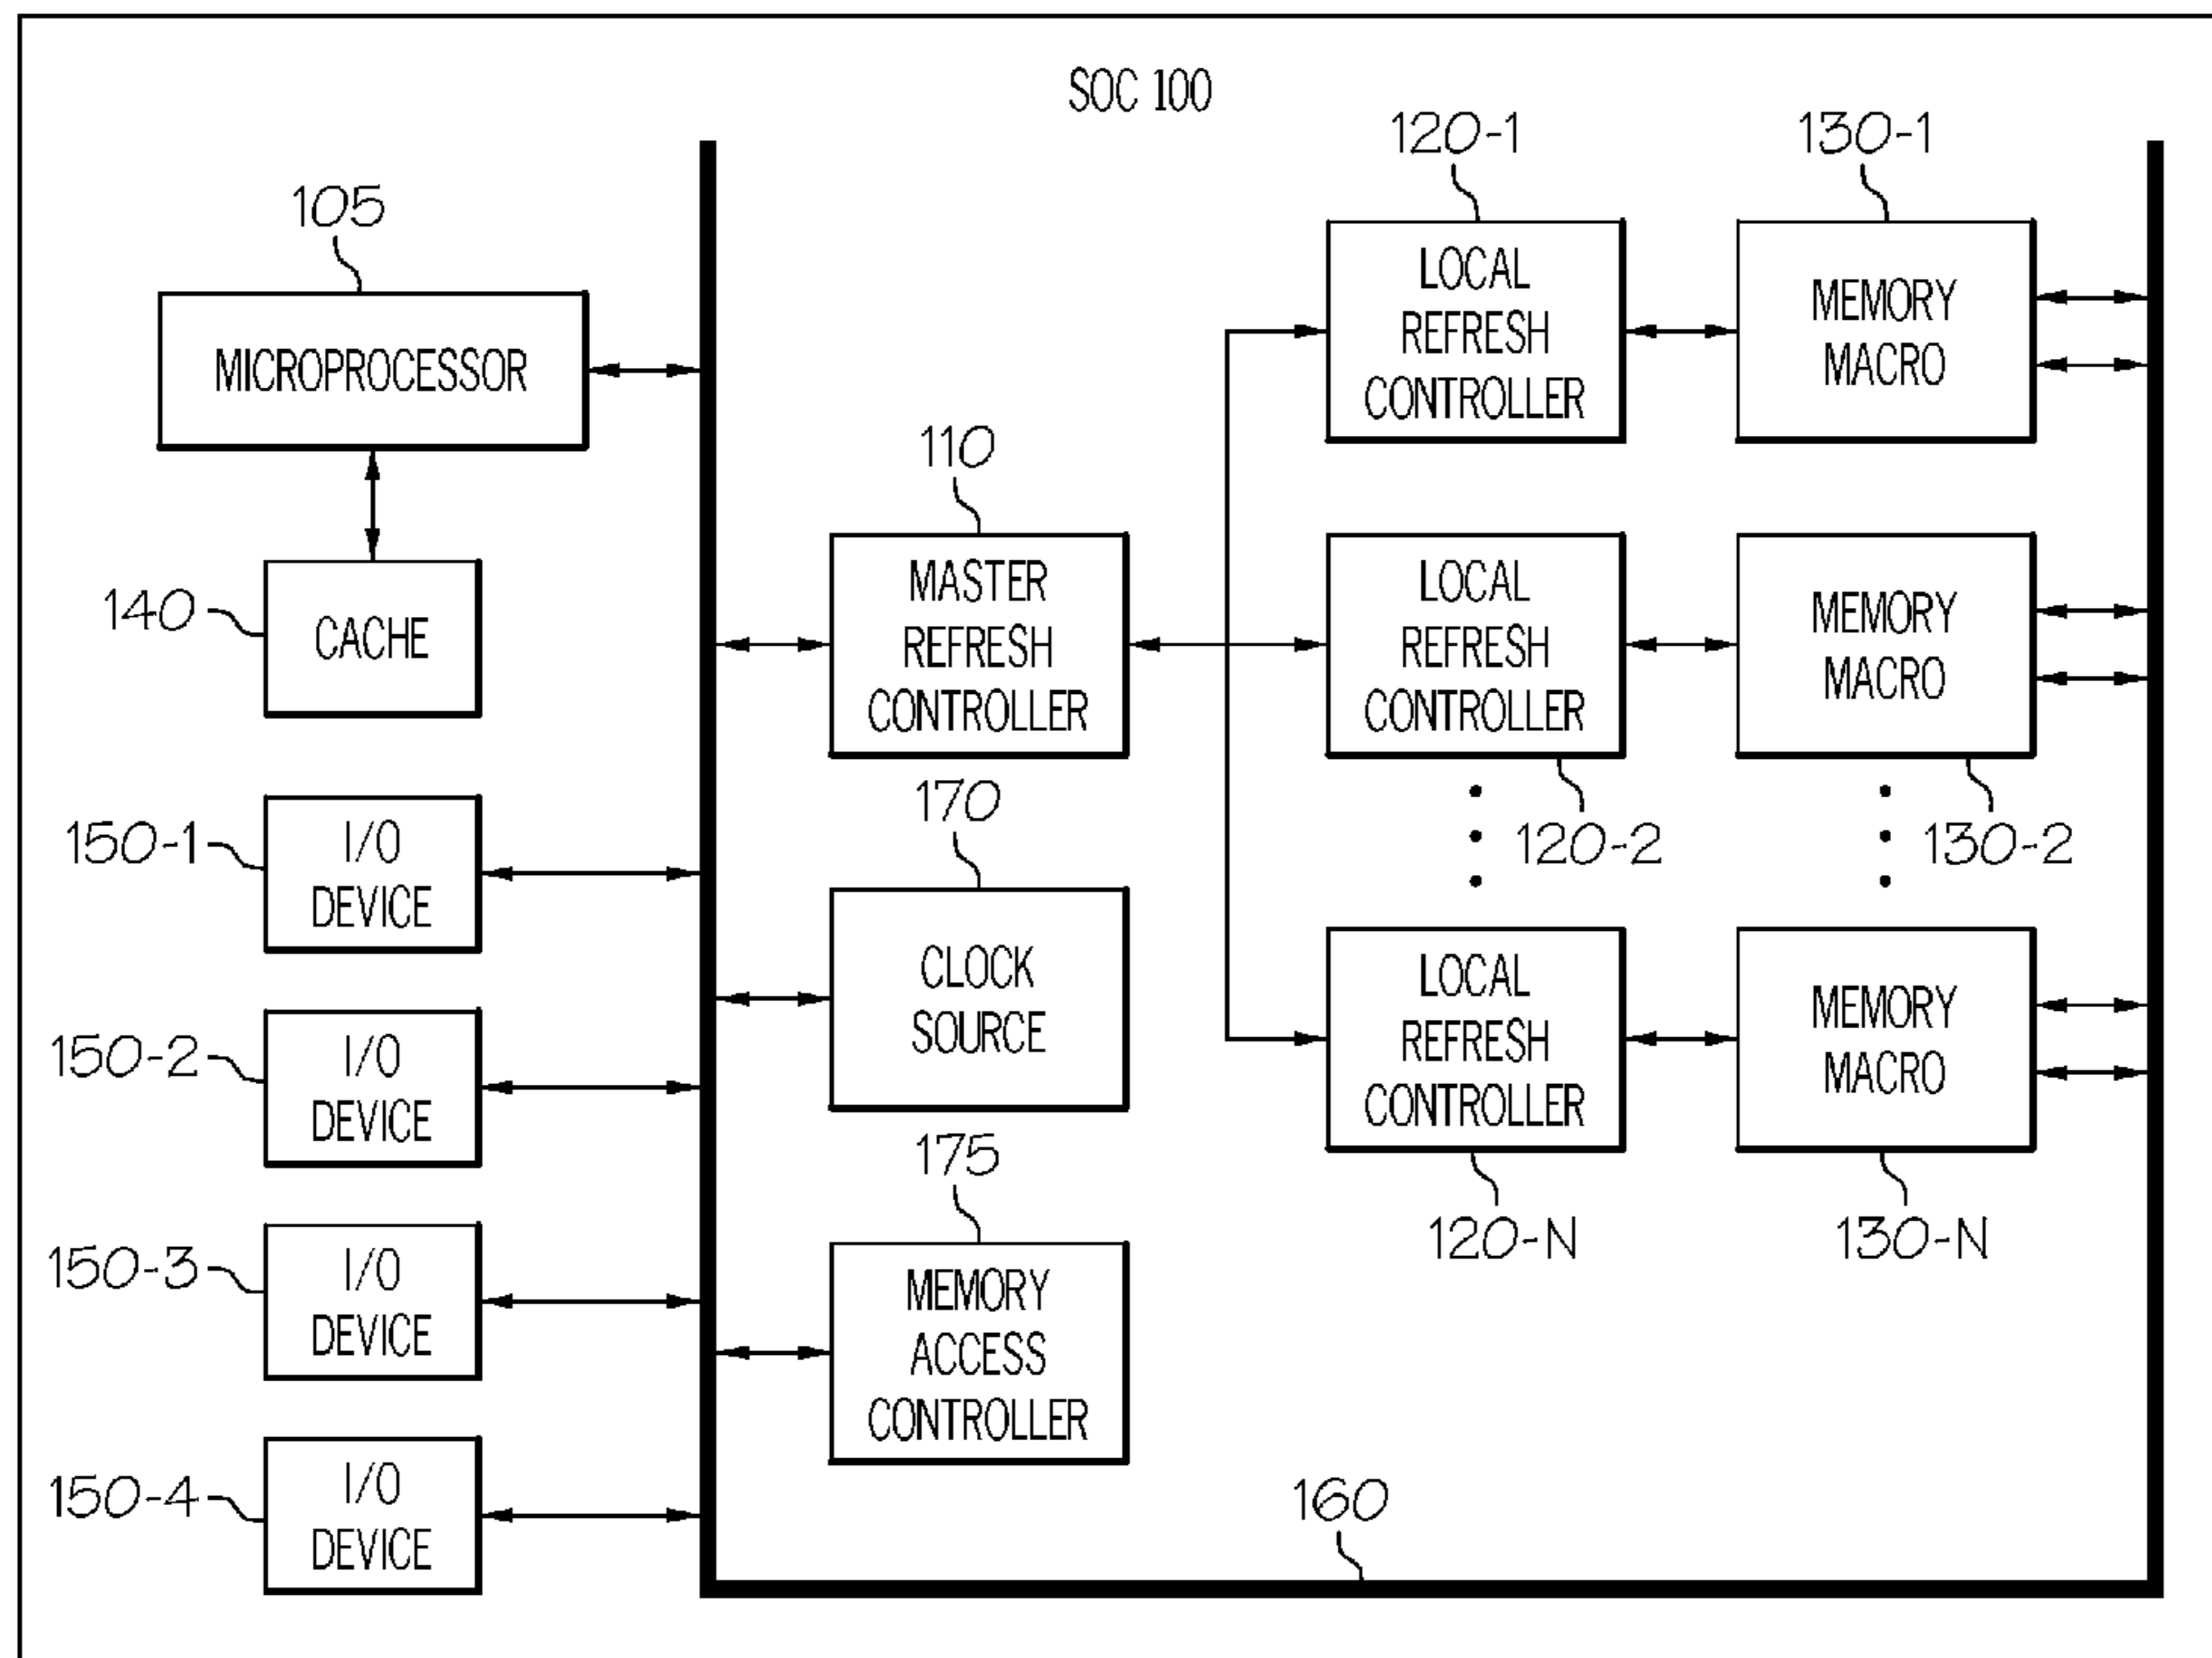 SOC 100
105
MICROPROCESSOR
140
CACHE
150-1
I/O
DEVICE
150-2
I/O
DEVICE
150-3
I/O
DEVICE
150-4
I/O
DEVICE
110
MASTER
REFRESH
CONTROLLER
170
CLOCK
SOURCE
175
MEMORY
ACCESS
CONTROLLER
120-1
LOCAL
REFRESH
CONTROLLER
130-1
MEMORY
MACRO
LOCAL
REFRESH
CONTROLLER
120-2
MEMORY
MACRO
130-2
LOCAL
REFRESH
CONTROLLER
120-N
MEMORY
MACRO
130-N
160